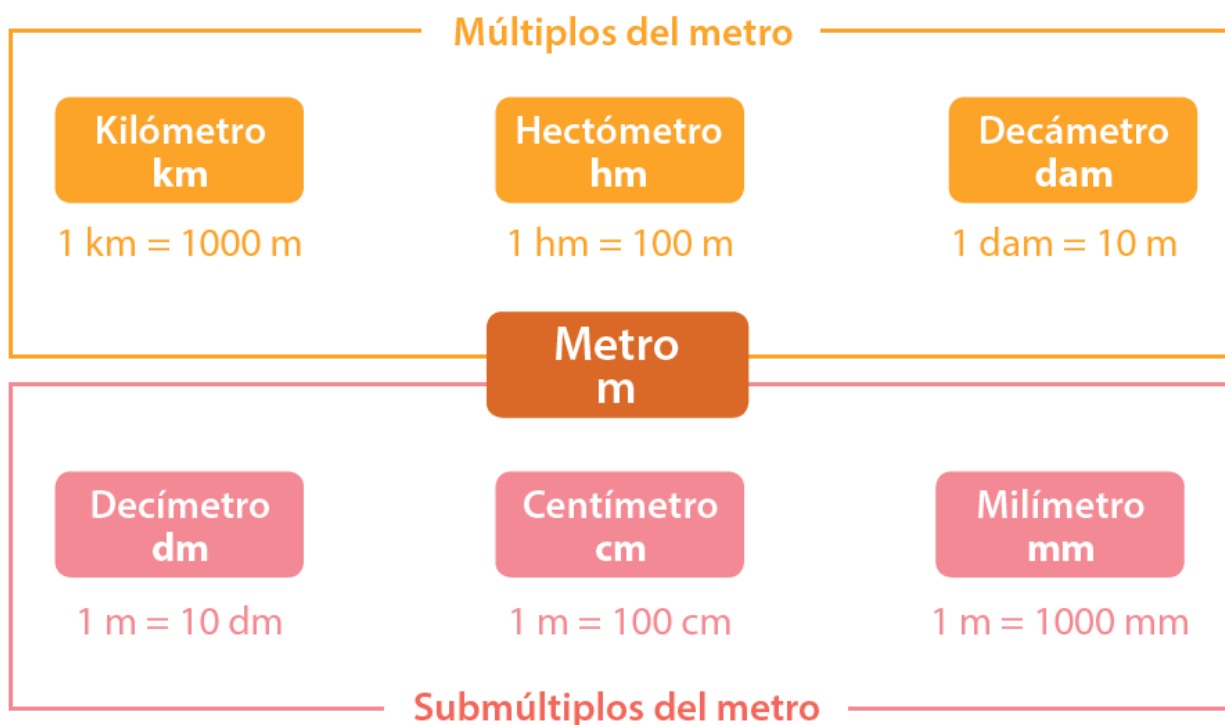 Múltiplos del metro
Kilómetro
km
1 km = 1000 m
Hectómetro
hm
1 hm = 100 m
Decámetro
dam
1 dam = 10 m
Metro
m
Decímetro
dm
1 m = 10 dm
Centímetro
cm
1 m = 100 cm
Milímetro
mm
1 m = 1000 mm
Submúltiplos del metro